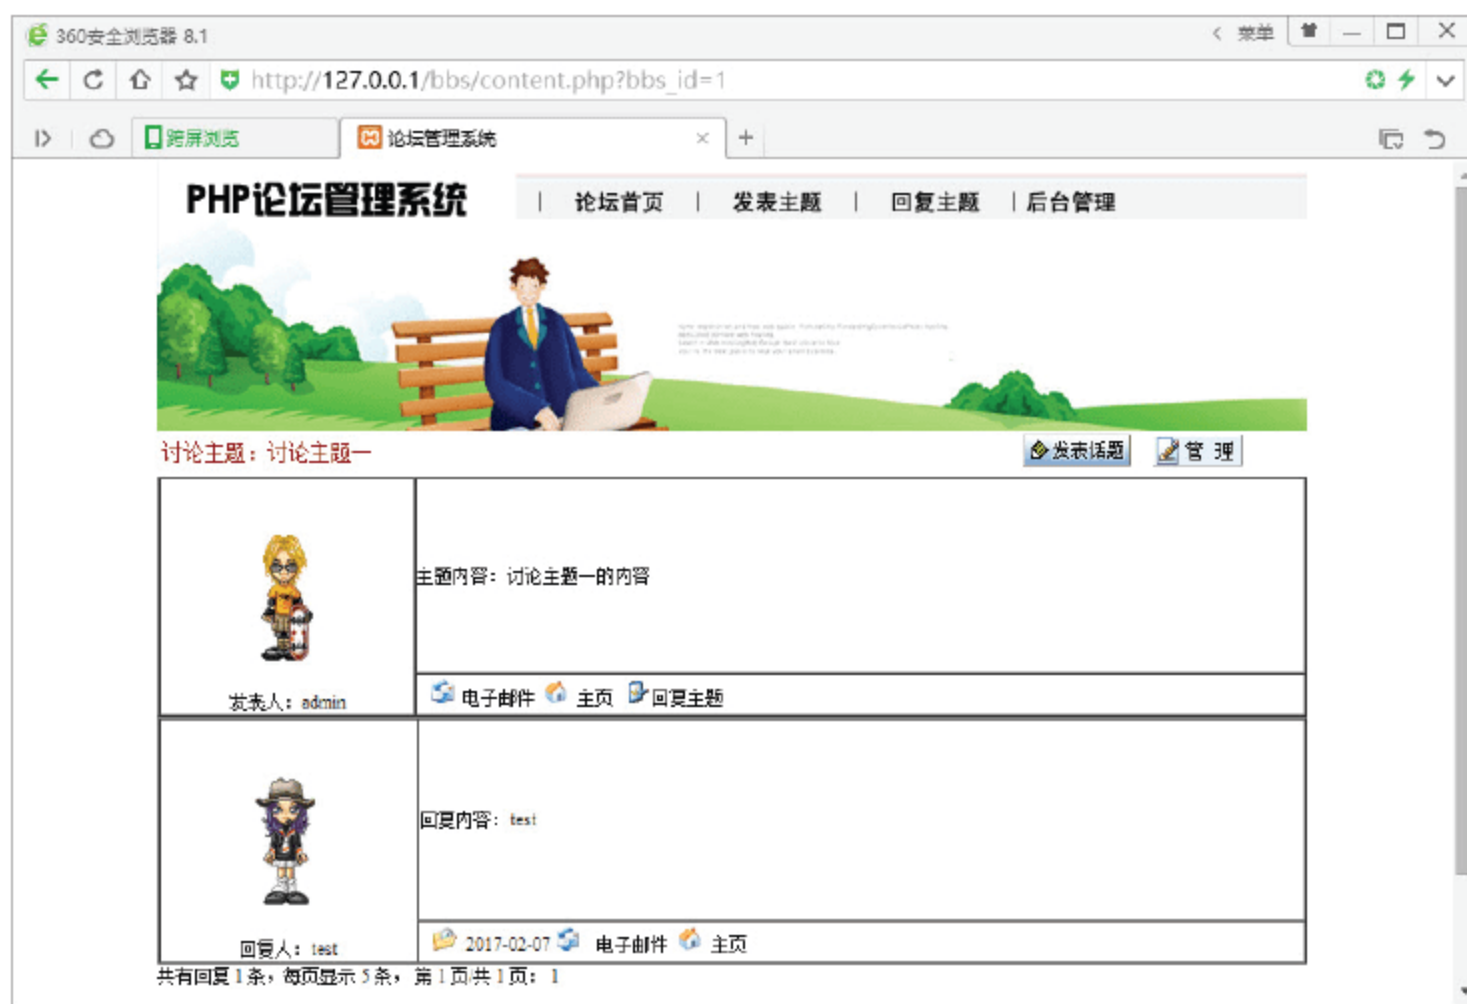 360安全浏览器 8.1
菜单
http://127.0.0.1/bbs/content.php?bbs_id=1
跨屏浏览
论坛管理系统
PHP论坛管理系统 | 论坛首页 | 发表主题 | 回复主题 | 后台管理
讨论主题：讨论主题一
发表话题
管 理
主题内容：讨论主题一的内容
发表人：admin
电子邮件 主页 回复主题
回复内容：test
回复人：test
2017-02-07 电子邮件 主页
共有回复 1 条，每页显示 5 条， 第 1 页/共 1 页： 1